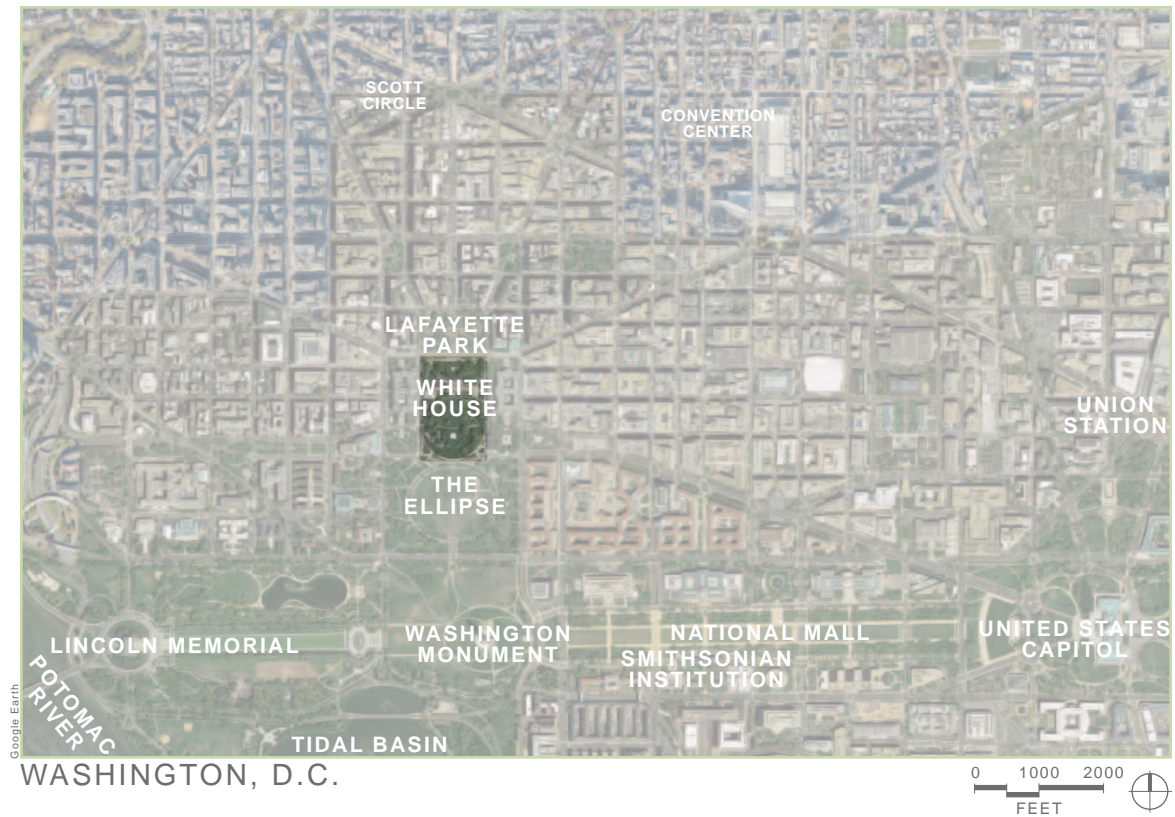 SCOTT
CIRCLE
CONVENTION
CENTER
LAFAYETTE
PARK
WHITE
HOUSE
UNION
STATION
THE
ELLIPSE
LINCOLN MEMORIAL
WASHINGTON
MONUMENT
NATIONAL MALL
SMITHSONIAN
INSTITUTION
UNITED STATES
CAPITOL
POTOMAC
RIVER
TIDAL BASIN
Google Earth
WASHINGTON, D.C.
0 1000 2000
FEET